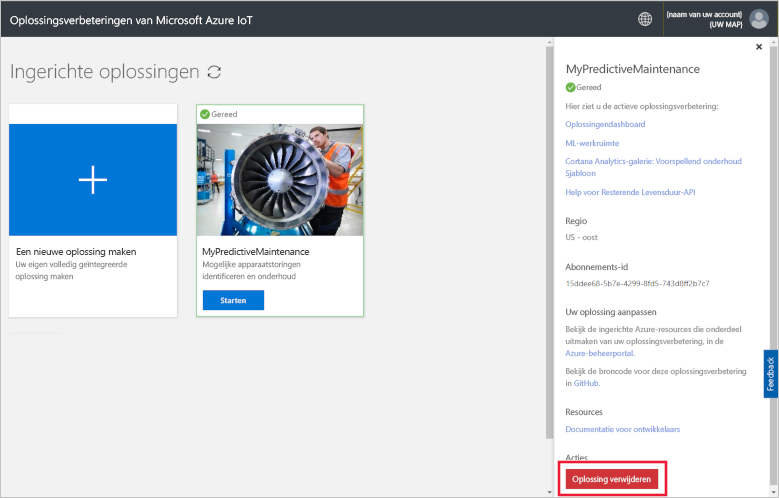 Oplossingsverbeteringen van Microsoft Azure IoT
(naam van uw account)
(UW MAP)
Ingerichte oplossingen
Een nieuwe oplossing maken
Uw eigen volledig geïntegreerde
oplossing maken
Gereed
MyPredictiveMaintenance
Mogelijke apparaatstoringen
identificeren en onderhoud
Starten
MyPredictiveMaintenance
Gereed
Hier ziet u de actieve oplossingsverbetering:
Oplossingendashboard
ML-werkruimte
Cortana Analytics-galerie: Voorspellend onderhoud
Sjabloon
Help voor Resterende Levensduur-API
Regio
US - oost
Abonnements-id
15ddee68-5b7e-4299-8fd5-743d8ff2b7c7
Uw oplossing aanpassen
Bekijk de ingerichte Azure-resources die onderdeel
uitmaken van uw oplossingsverbetering, in de
Azure-beheerportal.
Bekijk de broncode voor deze oplossingsverbetering
in GitHub.
Resources
Documentatie voor ontwikkelaars
Acties
Oplossing verwijderen
Feedback